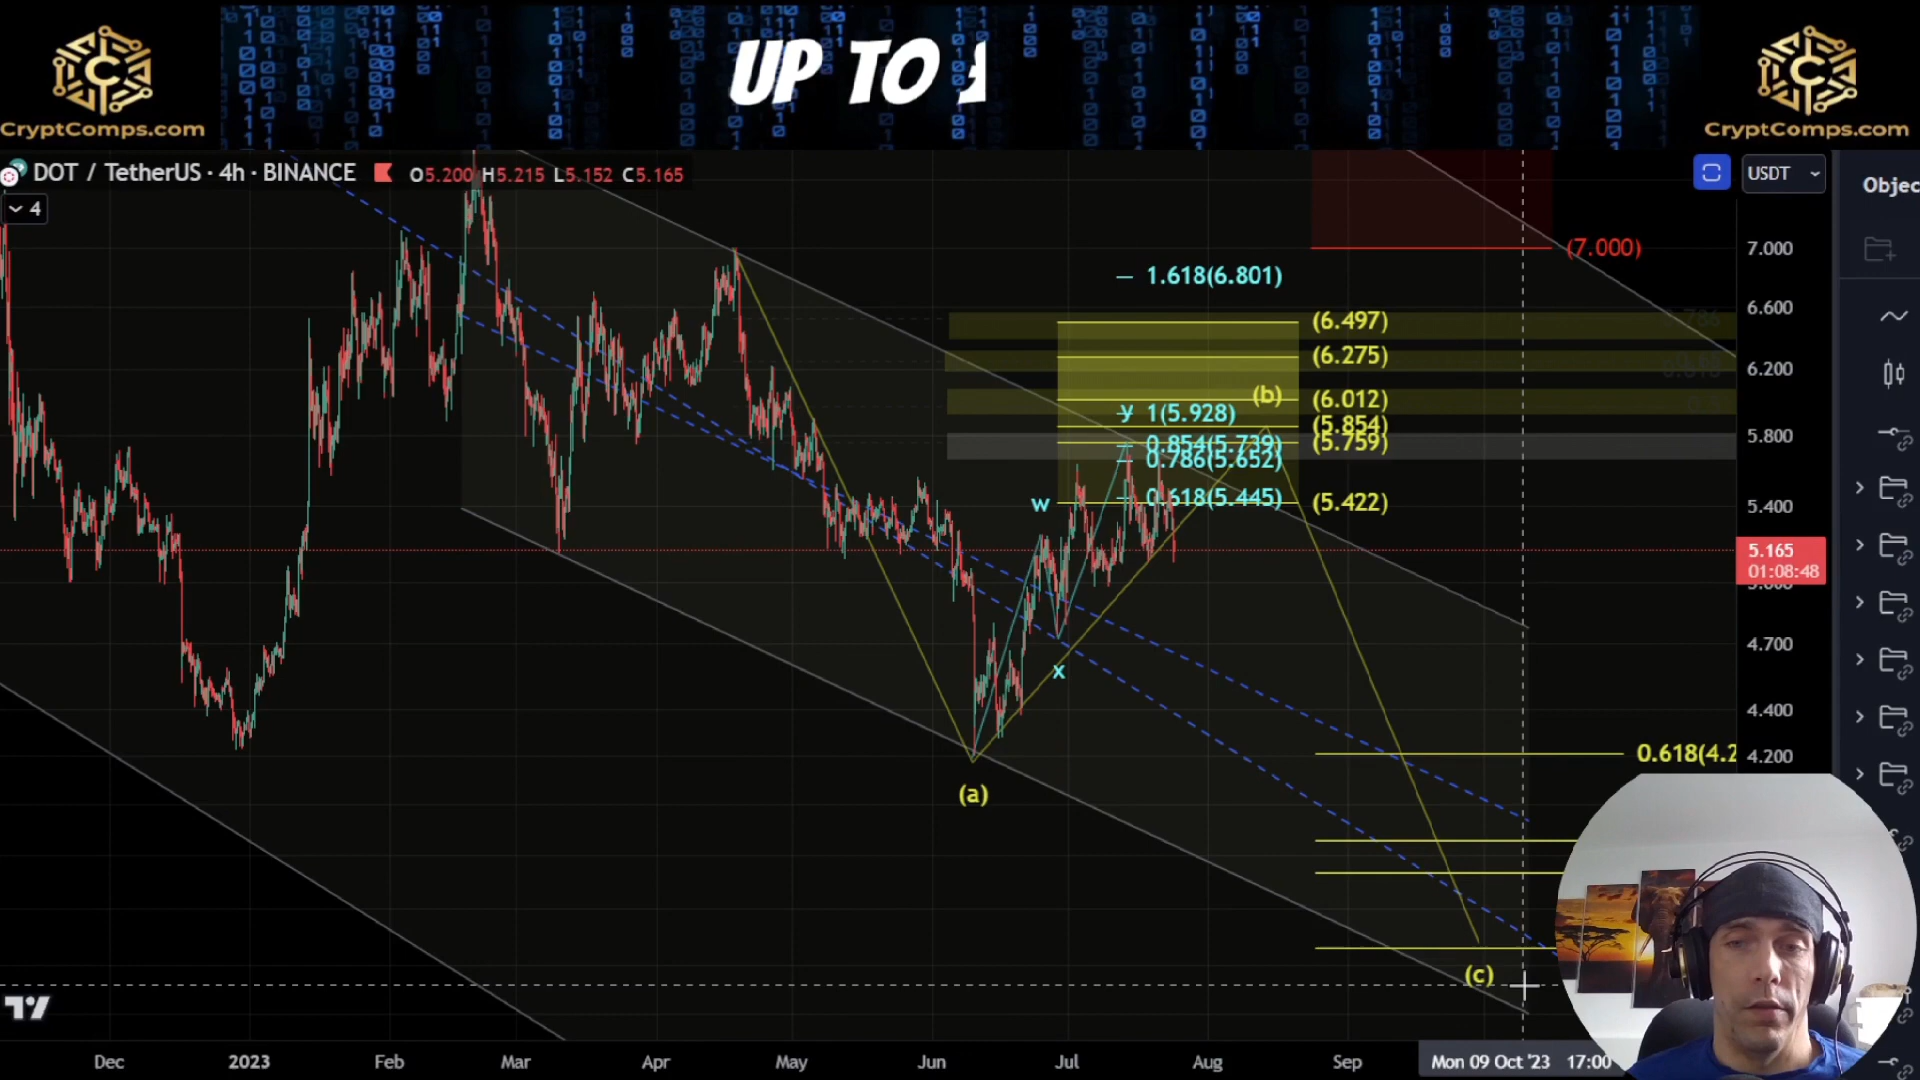 UP TO
CryptComps.com
CryptComps.com
DOT / TetherUS · 4h · BINANCE O5.200 H5.215 L5.152 C5.165
USDT
Objec
4
7.000
6.600
6.200
5.800
5.400
5.165
01:08:48
4.700
4.400
4.200
(7.000)
1.618(6.801)
(6.497)
(6.275)
(b)
(6.012)
y 1(5.928)
(5.854)
0.854(5.739)
(5.759)
0.786(5.652)
w
0.618(5.445)
(5.422)
x
0.618(4.2
(a)
(c)
Dec 2023 Feb Mar Apr May Jun Jul Aug Sep Mon 09 Oct '23 17:00